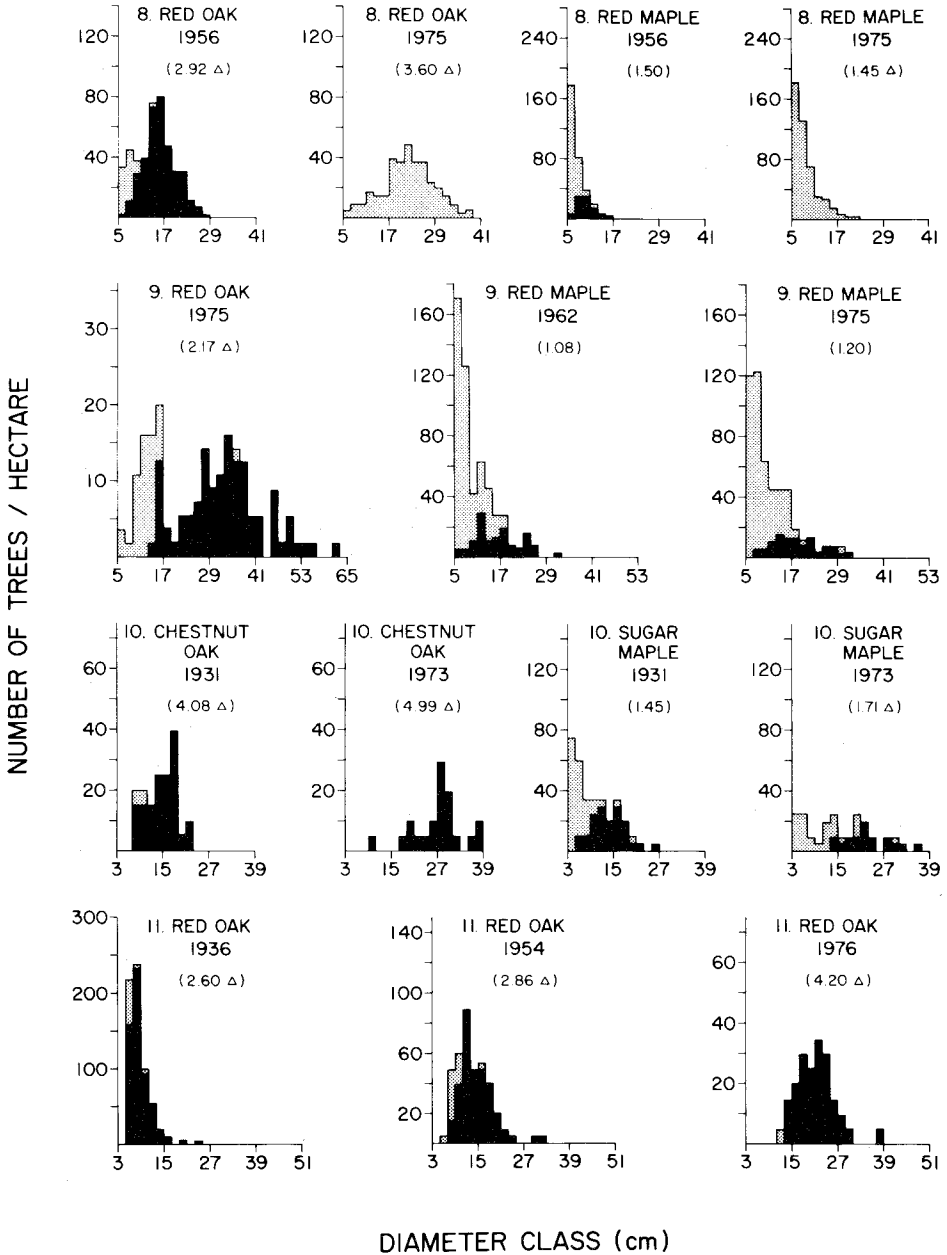 8. RED OAK
1956
(2.92 Δ)
120
80
40
5 17 29 41
8. RED OAK
1975
(3.60 Δ)
120
80
40
5 17 29 41
8. RED MAPLE
1956
(1.50)
240
160
80
5 17 29 41
8. RED MAPLE
1975
(1.45 Δ)
240
160
80
5 17 29 41
9. RED OAK
1975
(2.17 Δ)
30
20
10
5 17 29 41 53 65
9. RED MAPLE
1962
(1.08)
160
120
80
40
5 17 29 41 53
9. RED MAPLE
1975
(1.20)
160
120
80
40
5 17 29 41 53
NUMBER OF TREES / HECTARE
10. CHESTNUT
OAK
1931
(4.08 Δ)
60
40
20
3 15 27 39
10. CHESTNUT
OAK
1973
(4.99 Δ)
60
40
20
3 15 27 39
10. SUGAR
MAPLE
1931
(1.45)
120
80
40
3 15 27 39
10. SUGAR
MAPLE
1973
(1.71 Δ)
120
80
40
3 15 27 39
11. RED OAK
1936
(2.60 Δ)
300
200
100
3 15 27 39 51
11. RED OAK
1954
(2.86 Δ)
140
100
60
20
3 15 27 39 51
11. RED OAK
1976
(4.20 Δ)
60
40
20
3 15 27 39 51
DIAMETER CLASS (cm)